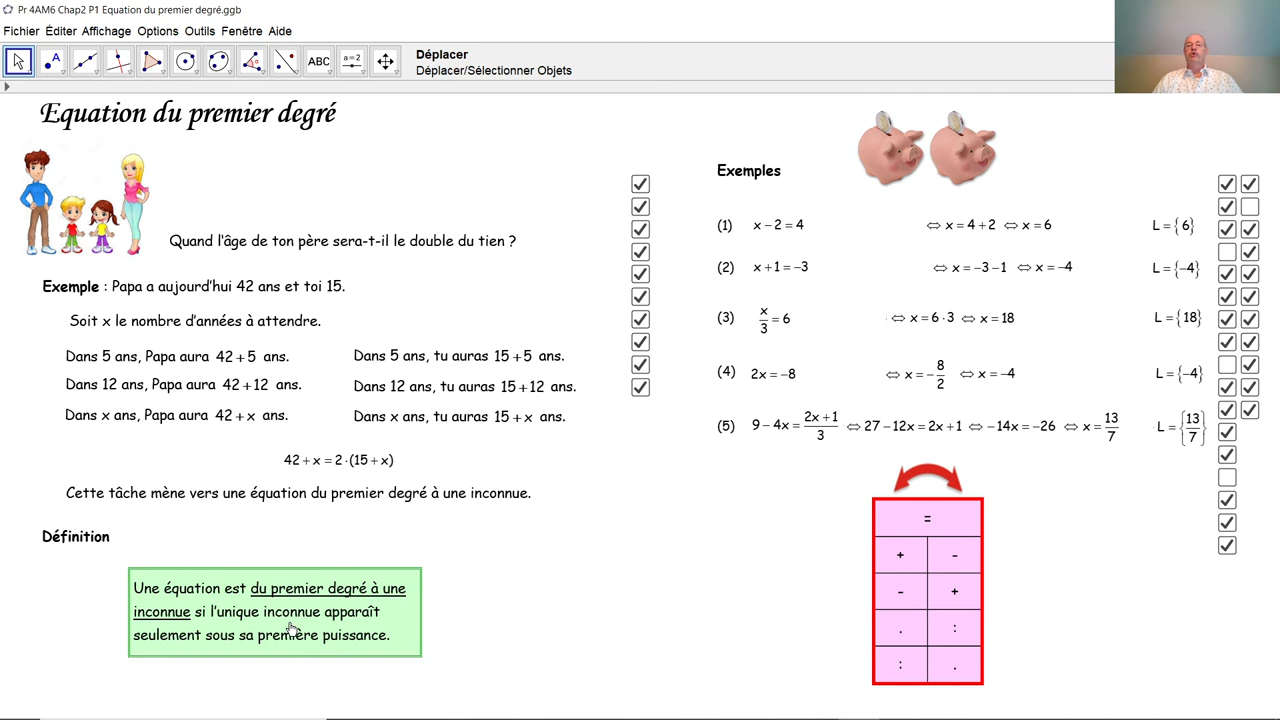 Pr 4AM6 Chap2 P1 Equation du premier degré.ggb
Fichier Éditer Affichage Options Outils Fenêtre Aide
A
ABC
a=2
Déplacer
Déplacer/Sélectionner Objets
Equation du premier degré
Quand l'âge de ton père sera-t-il le double du tien ?
Exemple : Papa a aujourd'hui 42 ans et toi 15.
Soit x le nombre d'années à attendre.
Dans 5 ans, Papa aura 42+5 ans. Dans 5 ans, tu auras 15+5 ans.
Dans 12 ans, Papa aura 42+12 ans. Dans 12 ans, tu auras 15+12 ans.
Dans x ans, Papa aura 42+x ans. Dans x ans, tu auras 15+x ans.
42+x = 2·(15+x)
Cette tâche mène vers une équation du premier degré à une inconnue.
Définition
Une équation est du premier degré à une
inconnue si l'unique inconnue apparaît
seulement sous sa première puissance.
Exemples
(1) x−2=4 ⇔ x=4+2 ⇔ x=6 L={6}
(2) x+1=−3 ⇔ x=−3−1 ⇔ x=−4 L={−4}
(3) x/3=6 ⇔ x=6·3 ⇔ x=18 L={18}
(4) 2x=−8 ⇔ x=−8/2 ⇔ x=−4 L={−4}
(5) 9−4x=(2x+1)/3 ⇔ 27−12x=2x+1 ⇔ −14x=−26 ⇔ x=13/7 L={13/7}
=
+ -
- +
. :
: .